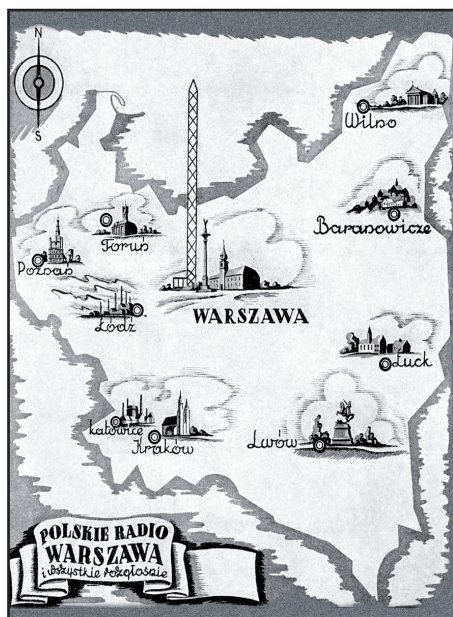 N
S
Wilno
Baranowicze
Toruń
Poznań
Łódź
WARSZAWA
Łuck
Katowice
Kraków
Lwów
POLSKIE RADIO
WARSZAWA
i wszystkie rozgłośnie